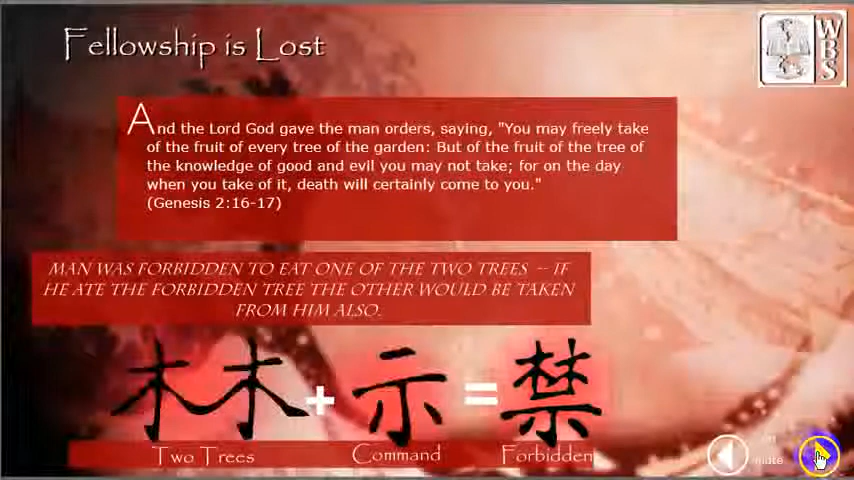 Fellowship is Lost
WBS
And the Lord God gave the man orders, saying, "You may freely take
of the fruit of every tree of the garden: But of the fruit of the tree of
the knowledge of good and evil you may not take; for on the day
when you take of it, death will certainly come to you."
(Genesis 2:16-17)
MAN WAS FORBIDDEN TO EAT ONE OF THE TWO TREES -- IF
HE ATE THE FORBIDDEN TREE THE OTHER WOULD BE TAKEN
FROM HIM ALSO.
木木 + 示 = 禁
Two Trees Command Forbidden